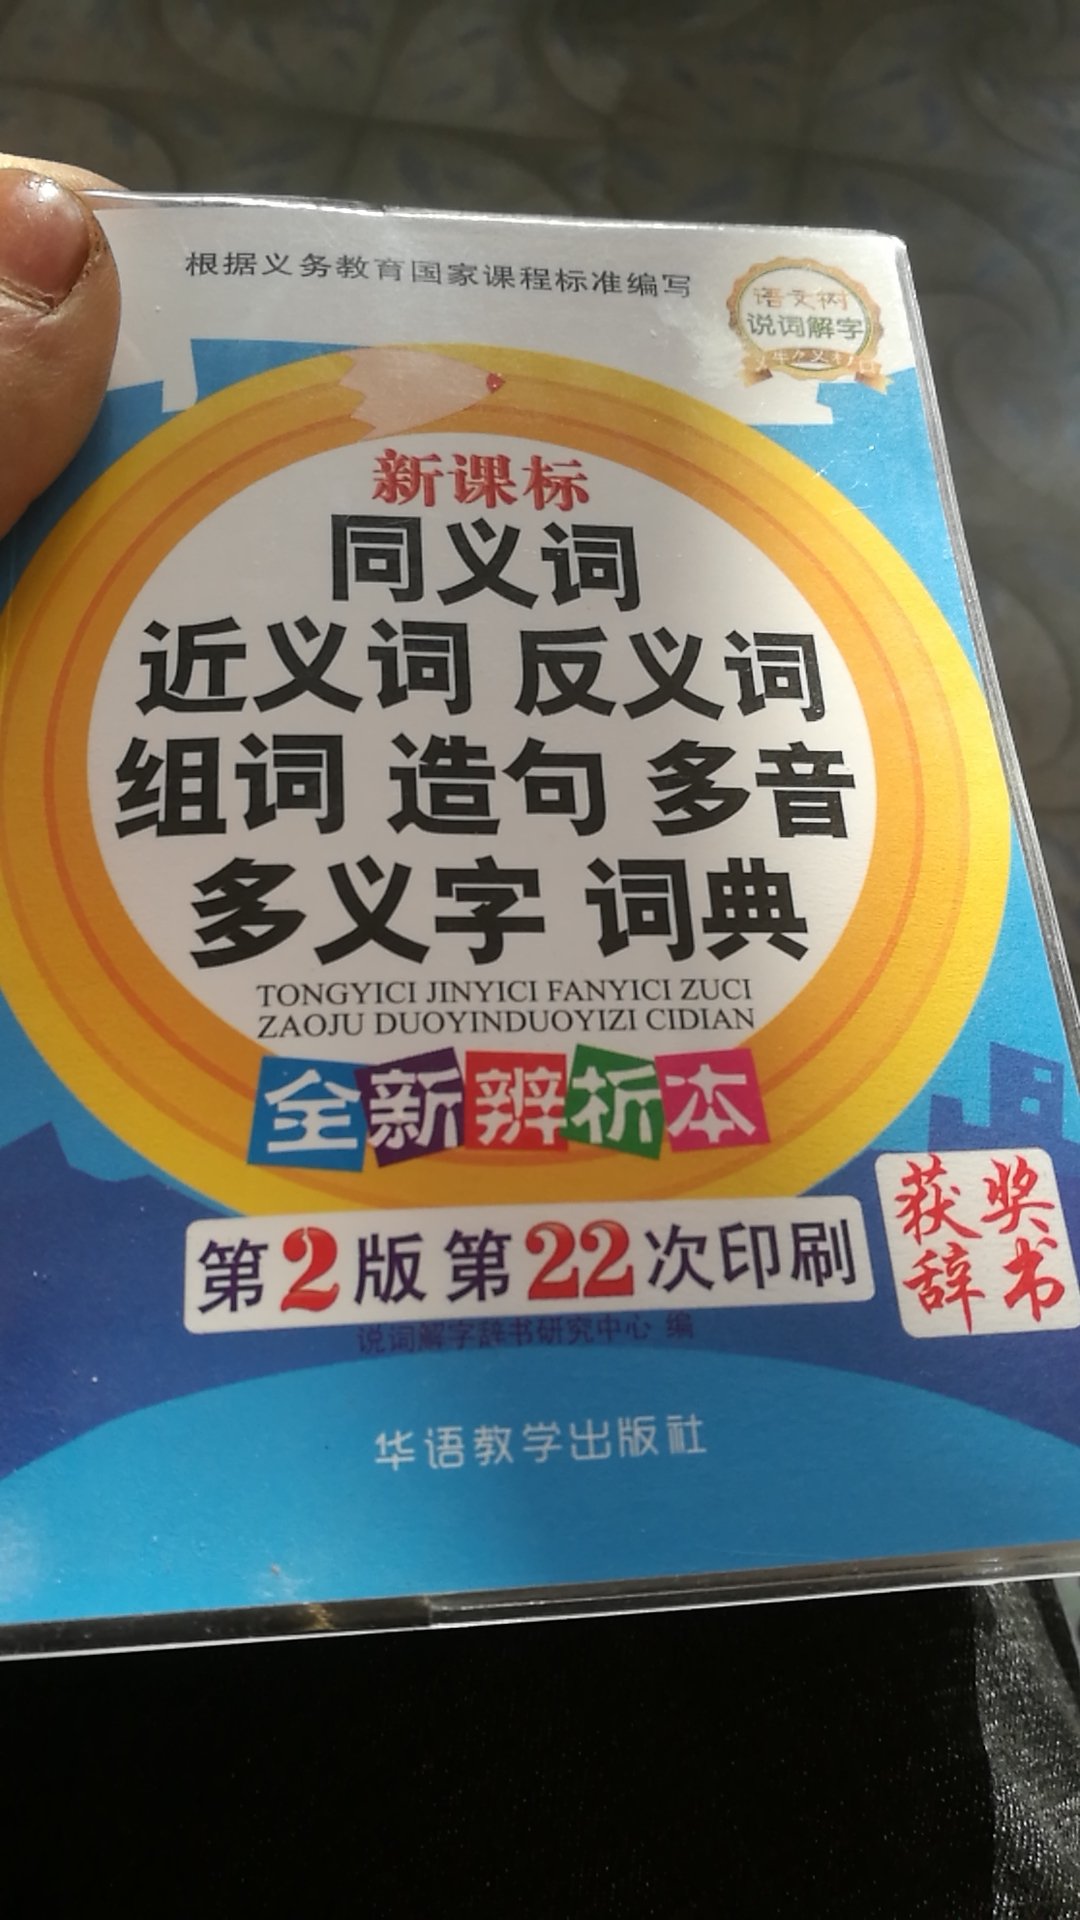 根据义务教育国家课程标准编写
语文树
说词解字
新课标
同义词
近义词 反义词
组词 造句 多音
多义字 词典
TONGYICI JINYICI FANYICI ZUCI
ZAOJU DUOYINDUOYIZI CIDIAN
全新辨析本
获奖
辞书
第2版第22次印刷
说词解字辞书研究中心 编
华语教学出版社